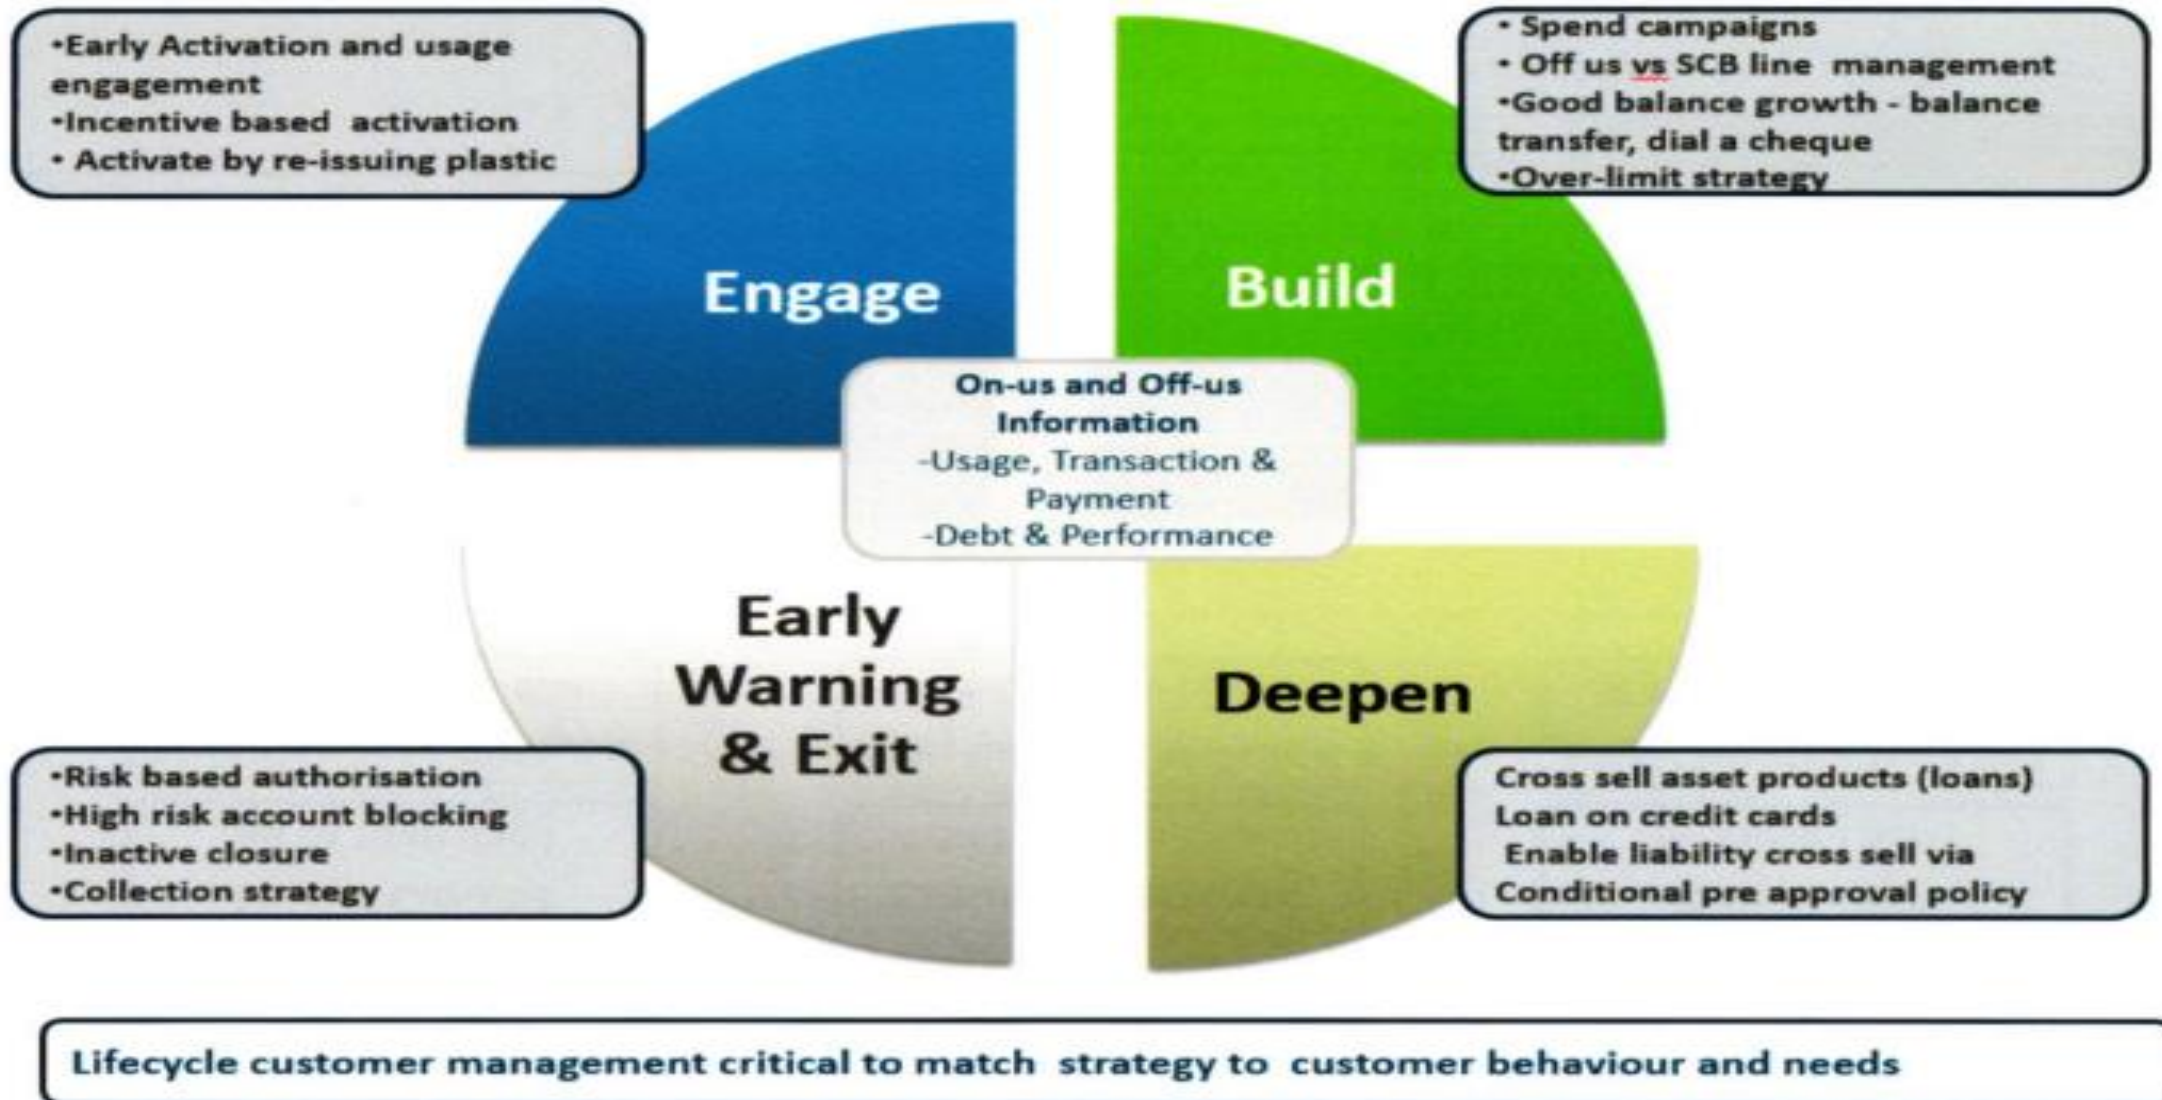 •Early Activation and usage
engagement
•Incentive based  activation
• Activate by re-issuing plastic
• Spend campaigns
• Off us vs SCB line  management
•Good balance growth - balance
transfer, dial a cheque
•Over-limit strategy
Engage
Build
On-us and Off-us
Information
-Usage, Transaction &
Payment
-Debt & Performance
Early
Warning
& Exit
Deepen
•Risk based authorisation
•High risk account blocking
•Inactive closure
•Collection strategy
Cross sell asset products (loans)
Loan on credit cards
Enable liability cross sell via
Conditional pre approval policy
Lifecycle customer management critical to match  strategy to  customer behaviour and needs